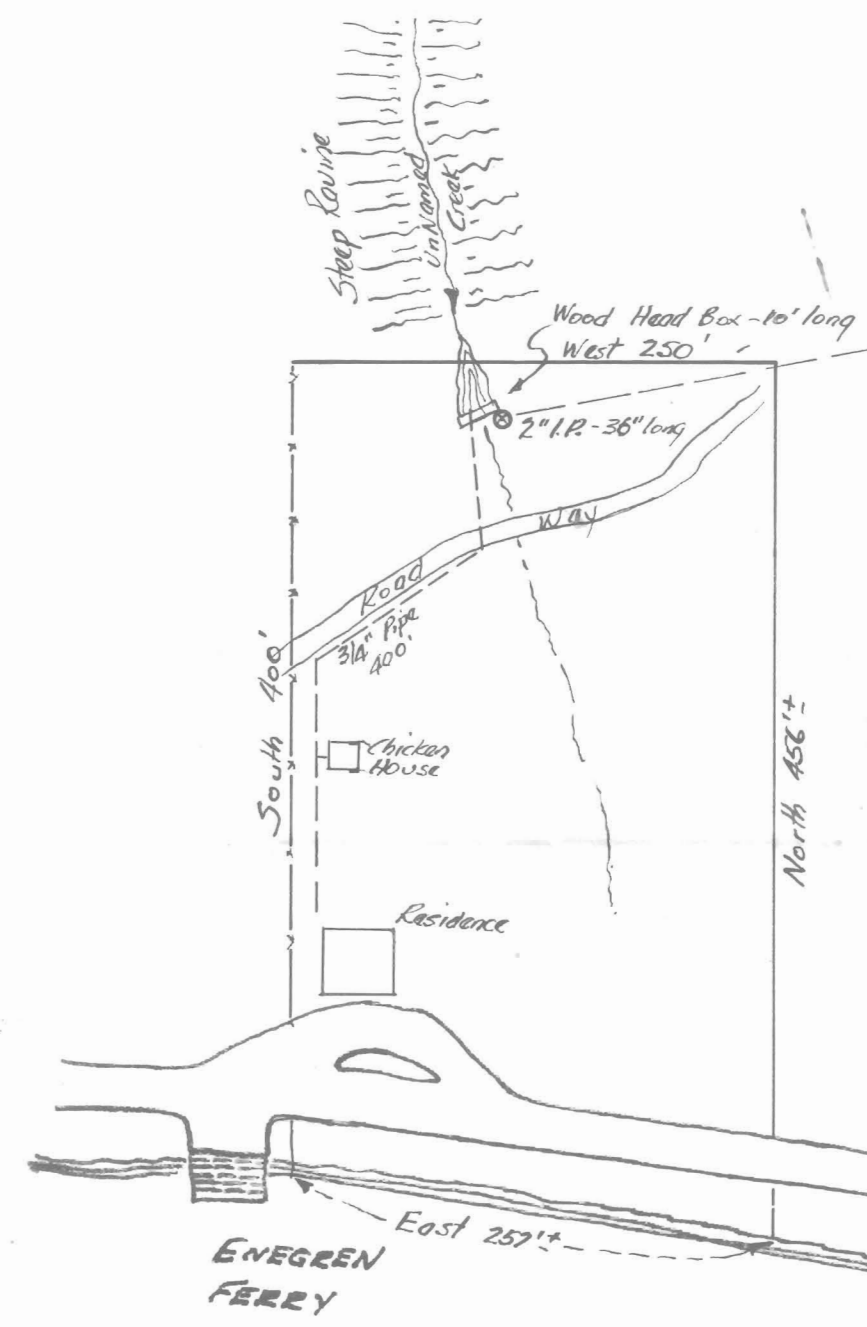 Steep Ravine
UnNamed
Creek
Wood Head Box - 10' long
West 250'
2" I.P. - 36" long
Way
Road
3/4" Pipe
400'
South 400'
Chicken
House
North 456'±
Residence
East 257'±
ENEGREN
FERRY